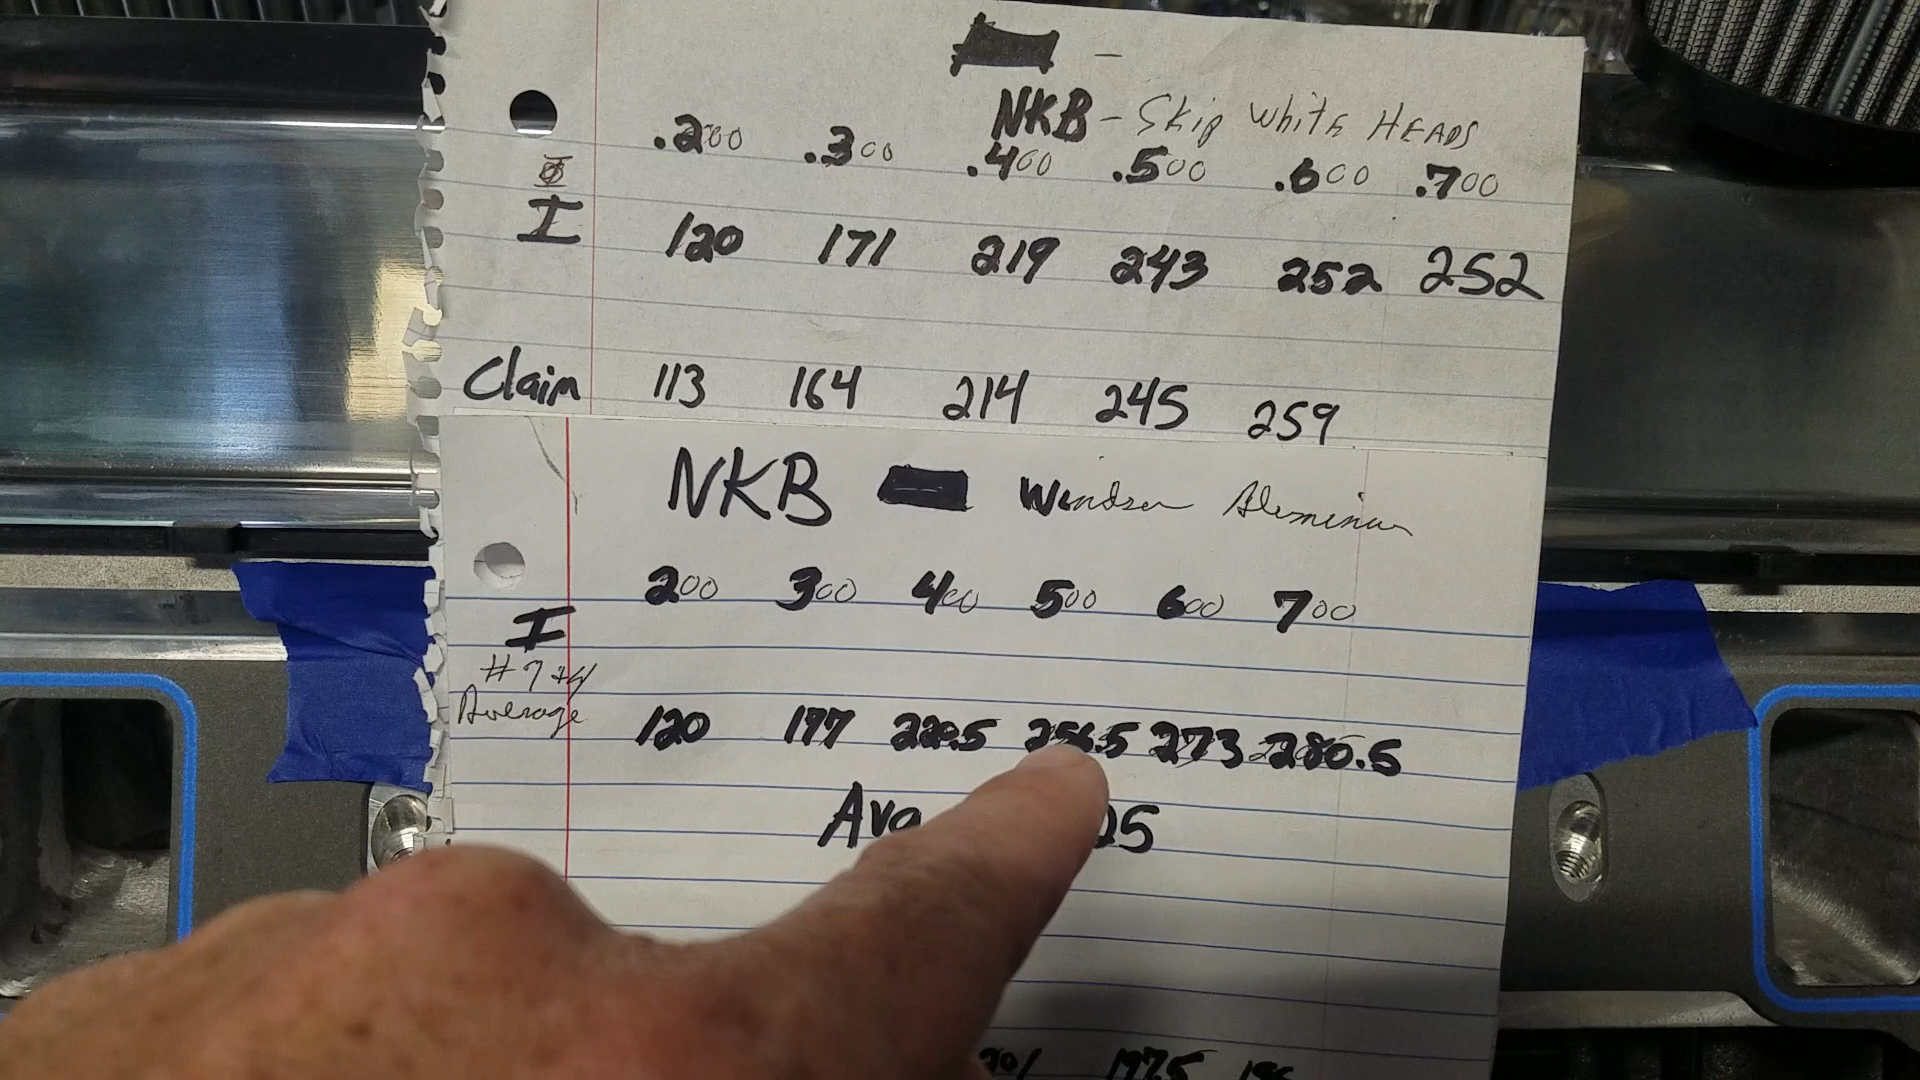 NKB - Skip White HEADS
.200 .300 .400 .500 .600 .700
I 120 171 219 243 252 252
Claim 113 164 214 245 259
NKB Windsor Aluminum
200 300 400 500 600 700
I
#7 #4
Average 120 177 229.5 256.5 273 280.5